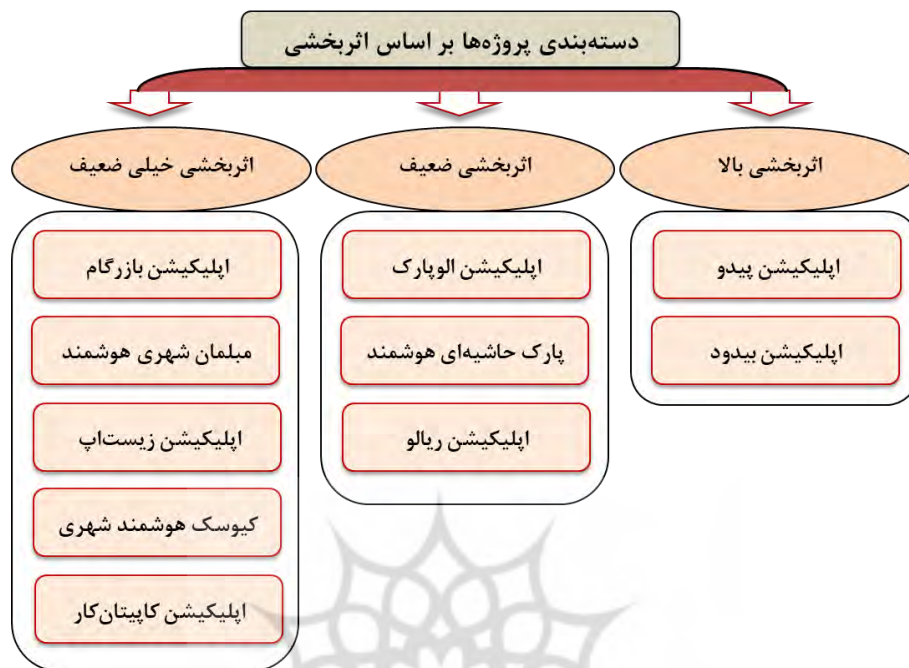 دسته‌بندی پروژه‌ها بر اساس اثربخشی
اثربخشی بالا
اپلیکیشن پیدو
اپلیکیشن بیدود
اثربخشی ضعیف
اپلیکیشن الوپارک
پارک حاشیه‌ای هوشمند
اپلیکیشن ریالو
اثربخشی خیلی ضعیف
اپلیکیشن بازرگام
مبلمان شهری هوشمند
اپلیکیشن زیست‌اپ
کیوسک هوشمند شهری
اپلیکیشن کاپیتان‌کار